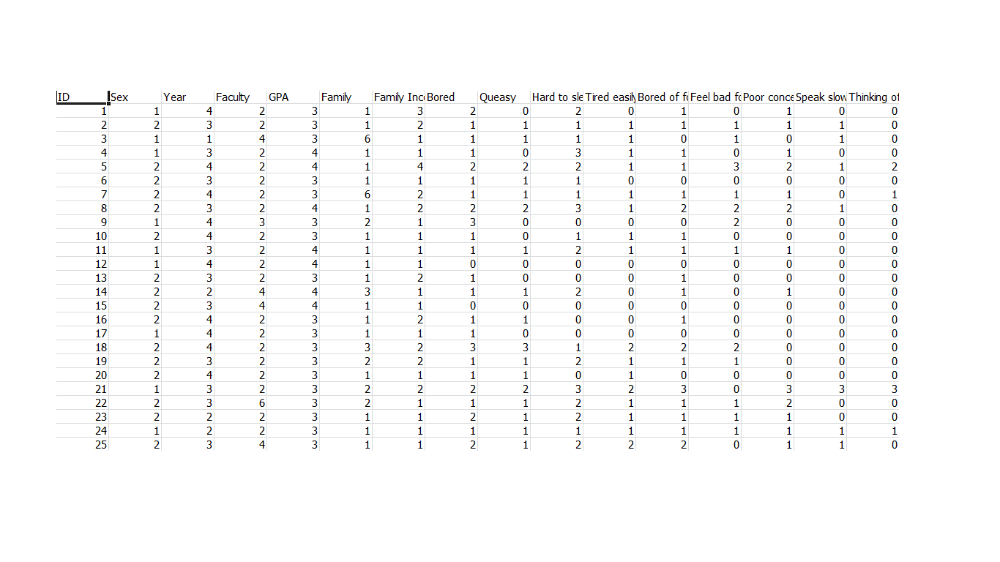 ID Sex Year Faculty GPA Family Family Inc Bored Queasy Hard to sle Tired easily Bored of fo Feel bad fo Poor conce Speak slow Thinking of
1 1 4 2 3 1 3 2 0 2 0 1 0 1 0 0
2 2 3 2 3 1 2 1 1 1 1 1 1 1 1 0
3 1 1 4 3 6 1 1 1 1 1 0 1 0 1 0
4 1 3 2 4 1 1 1 0 3 1 1 0 1 0 0
5 2 4 2 4 1 4 2 2 2 1 1 3 2 1 2
6 2 3 2 3 1 1 1 1 1 0 0 0 0 0 0
7 2 4 2 3 6 2 1 1 1 1 1 1 1 0 1
8 2 3 2 4 1 2 2 2 3 1 2 2 2 1 0
9 1 4 3 3 2 1 3 0 0 0 0 2 0 0 0
10 2 4 2 3 1 1 1 0 1 1 1 0 0 0 0
11 1 3 2 4 1 1 1 1 2 1 1 1 1 0 0
12 1 4 2 4 1 1 0 0 0 0 0 0 0 0 0
13 2 3 2 3 1 2 1 0 0 0 1 0 0 0 0
14 2 2 4 4 3 1 1 1 2 0 1 0 1 0 0
15 2 3 4 4 1 1 0 0 0 0 0 0 0 0 0
16 2 4 2 3 1 2 1 1 0 0 1 0 0 0 0
17 1 4 2 3 1 1 1 0 0 0 0 0 0 0 0
18 2 4 2 3 3 2 3 3 1 2 2 2 0 0 0
19 2 3 2 3 2 2 1 1 2 1 1 1 0 0 0
20 2 4 2 3 1 1 1 1 0 1 0 0 0 0 0
21 1 3 2 3 2 2 2 2 3 2 3 0 3 3 3
22 2 3 6 3 2 1 1 1 2 1 1 1 2 0 0
23 2 2 2 3 1 1 2 1 2 1 1 1 1 0 0
24 1 2 2 3 1 1 1 1 1 1 1 1 1 1 1
25 2 3 4 3 1 1 2 1 2 2 2 0 1 1 0